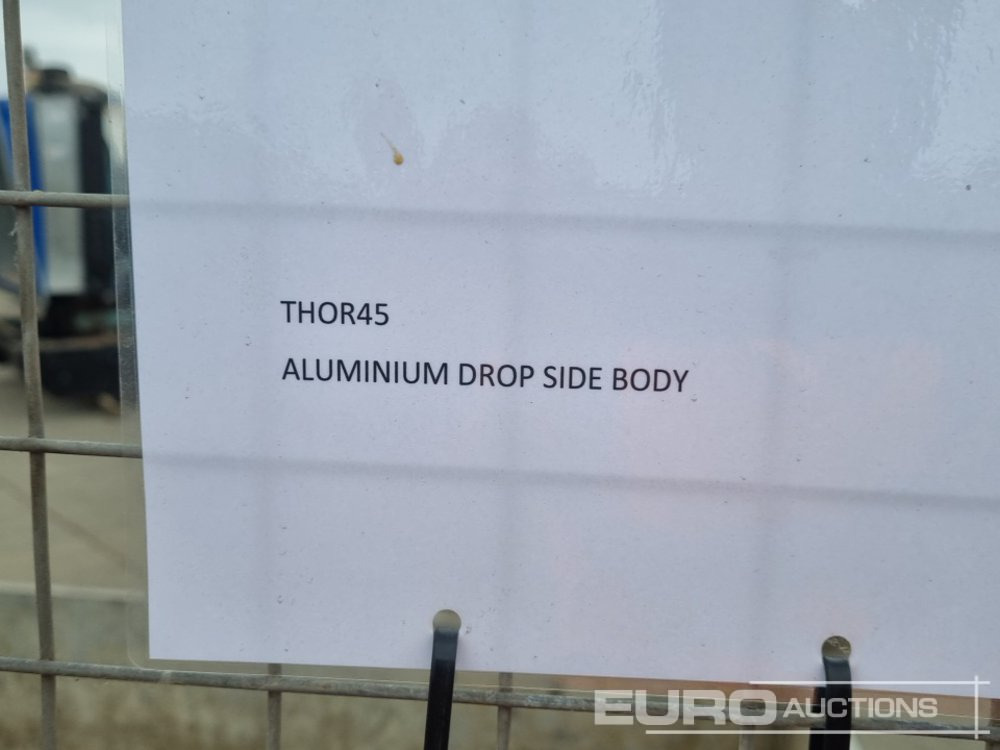 THOR45
ALUMINIUM DROP SIDE BODY
EURO AUCTIONS